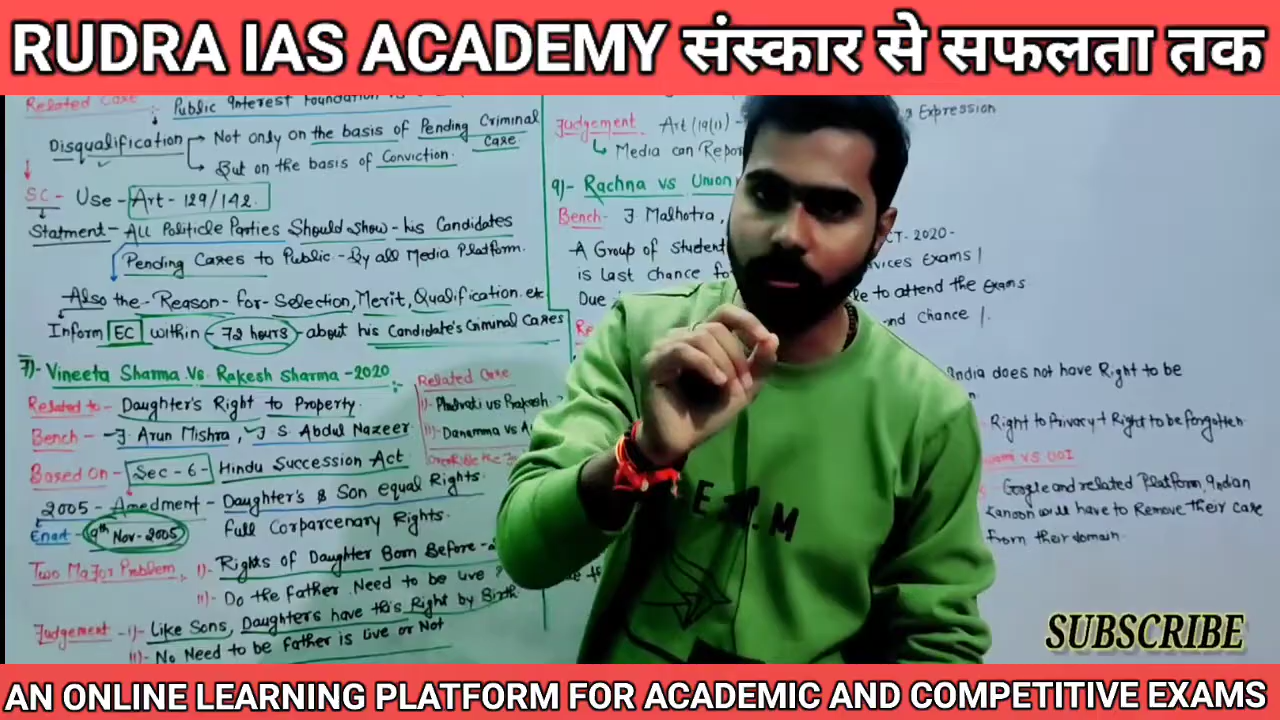 RUDRA IAS ACADEMY संस्कार से सफलता तक
Related Case :- Public Interest Foundation vs
Disqualification → Not only on the basis of Pending Criminal Case.
→ But on the basis of Conviction.
SC - Use - Art - 129/142.
Statment - All Politicle Parties Should show - his Candidates
Pending Cases to Public - By all Media Platform.
Also the - Reason - for - Selection, Merit, Qualification. etc
Inform EC within 72 hours - about his Candidate's Criminal Cases
7)- Vineeta Sharma Vs. Rakesh Sharma - 2020 :-
Related to - Daughter's Right to Property.
Bench - J. Arun Mishra, J S. Abdul Nazeer
Based On - Sec - 6 - Hindu Succession Act
2005 - Amedment - Daughter's & Son equal Rights.
Enact - 9th Nov - 2005 full Corparcenary Rights.
Two Major Problem :- i)- Rights of Daughter Born Before -
ii)- Do the father Need to be live ?
Judgement - i)- Like Sons, Daughters have this Right by Birth
ii)- No Need to be father is live or Not
Related Case
i)- vs Prakash
ii)- Danamma vs
Expression
Judgement Art (19(1) -
Media can Repor
9)- Rachna vs Union
Bench - J Malhotra,
CT - 2020 -
A Group of Student vices Exams |
is Last chance fo
Due le to attend the Exams
nd chance |.
India does not have Right to be
Right to Privacy + Right to be forgotten
vs UOI
Google and related Platform, Indian
Kanoon will have to Remove their case
from their domain.
SUBSCRIBE
AN ONLINE LEARNING PLATFORM FOR ACADEMIC AND COMPETITIVE EXAMS